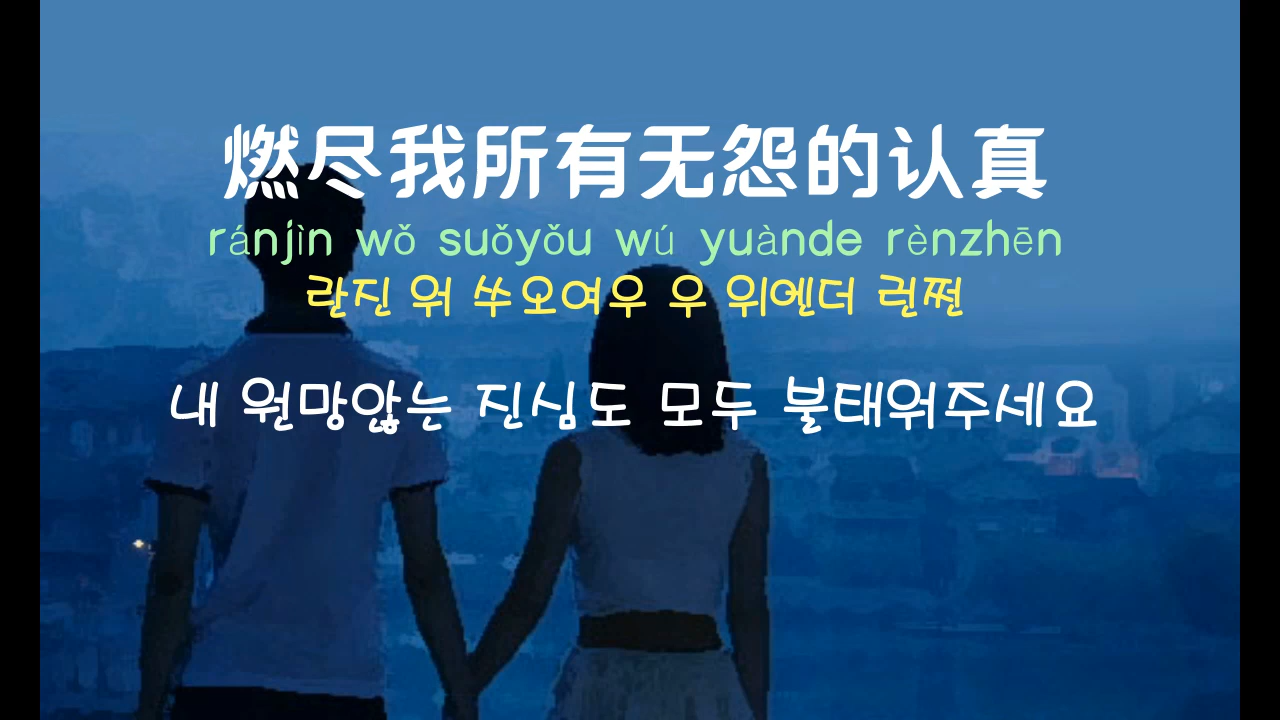 燃尽我所有无怨的认真
ránjìn wǒ suǒyǒu wú yuànde rènzhēn
란진 워 쑤오여우 우 위엔더 런쩐
내 원망않는 진심도 모두 불태워주세요